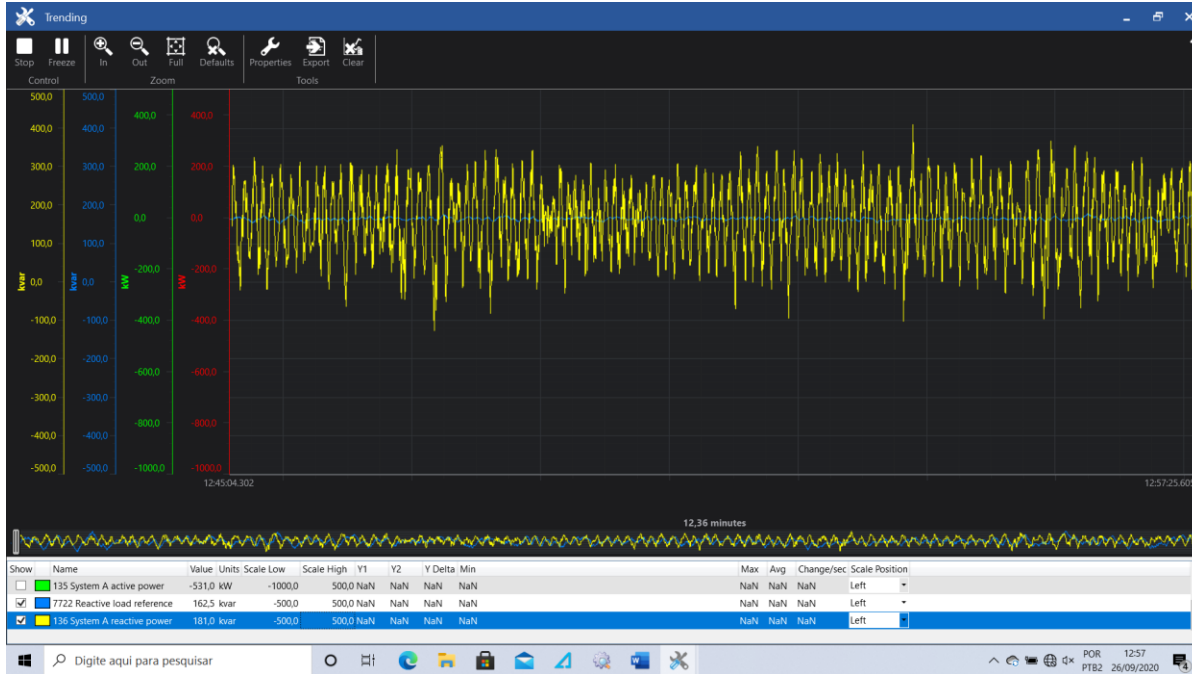 Trending
Stop Freeze In Out Full Defaults Properties Export Clear
Control Zoom Tools
500,0 500,0
400,0 400,0
400,0 400,0
300,0 300,0 200,0 200,0
200,0 200,0 0,0 0,0
100,0 100,0
kvar 0,0 kvar 0,0 kW -200,0 kW -200,0
-100,0 -100,0 -400,0 -400,0
-200,0 -200,0
-600,0 -600,0
-300,0 -300,0
-800,0 -800,0
-400,0 -400,0
-500,0 -500,0 -1000,0 -1000,0
12:45:04.302 12:57:25.605
12,36 minutes
Show Name Value Units Scale Low Scale High Y1 Y2 Y Delta Min Max Avg Change/sec Scale Position
135 System A active power -531,0 kW -1000,0 500,0 NaN NaN NaN NaN NaN NaN NaN Left
7722 Reactive load reference 162,5 kvar -500,0 500,0 NaN NaN NaN NaN NaN NaN NaN Left
136 System A reactive power 181,0 kvar -500,0 500,0 NaN NaN NaN NaN NaN NaN NaN Left
Digite aqui para pesquisar POR 12:57
PTB2 26/09/2020 4